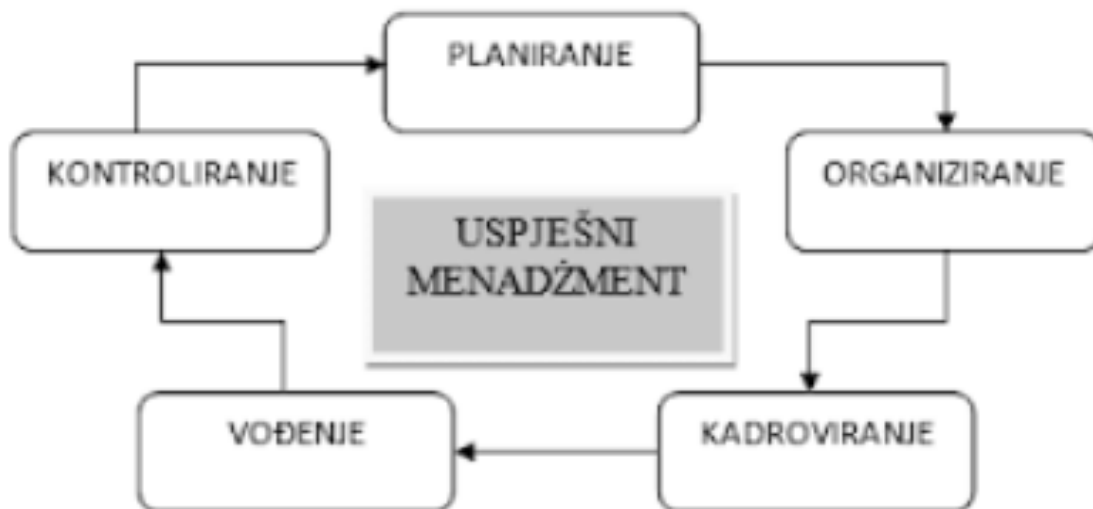 PLANIRANJE
KONTROLIRANJE
ORGANIZIRANJE
USPJEŠNI
MENADŽMENT
VOĐENJE
KADROVIRANJE